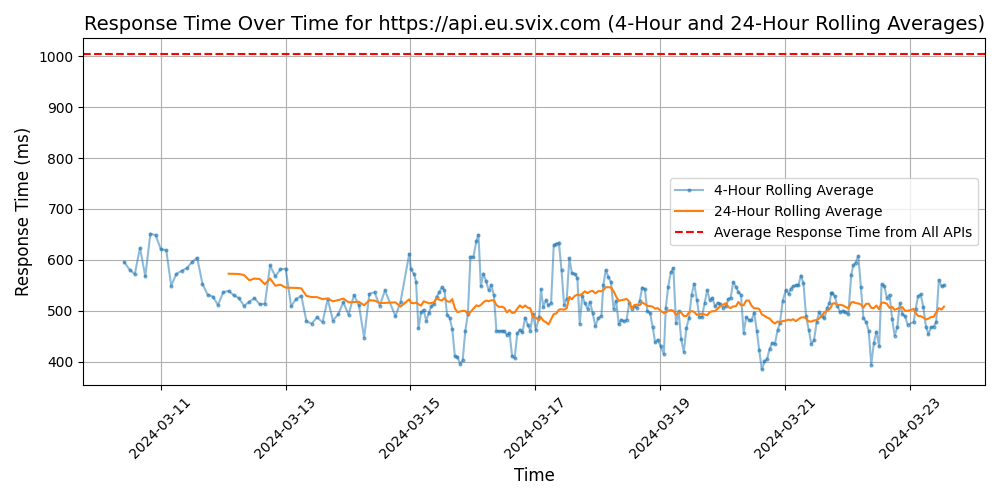 Response Time Over Time for https://api.eu.svix.com (4-Hour and 24-Hour Rolling Averages)
Response Time (ms)
1000
900
800
700
600
500
400
4-Hour Rolling Average
24-Hour Rolling Average
Average Response Time from All APIs
2024-03-11
2024-03-13
2024-03-15
2024-03-17
2024-03-19
2024-03-21
2024-03-23
Time